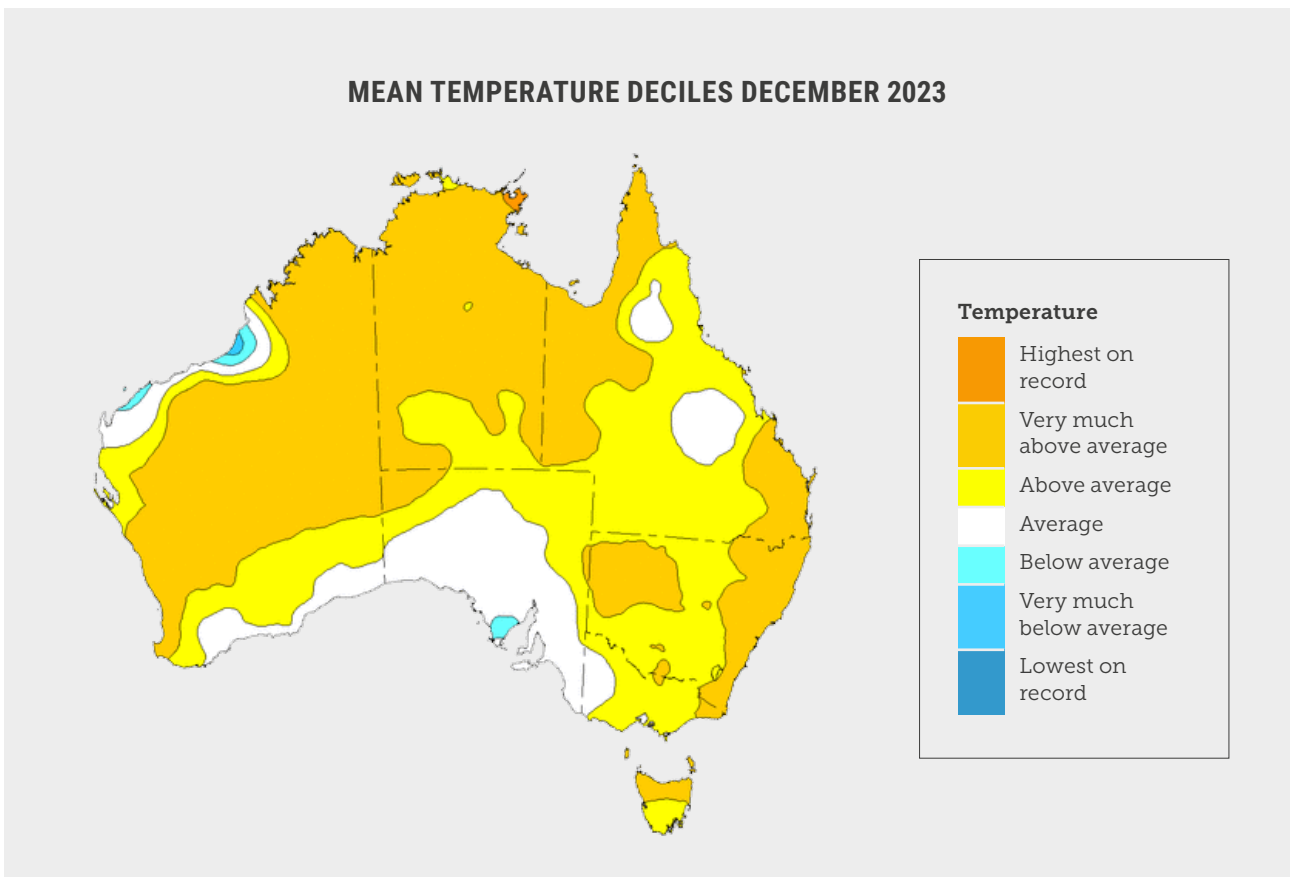 MEAN TEMPERATURE DECILES DECEMBER 2023
Temperature
Highest on
record
Very much
above average
Above average
Average
Below average
Very much
below average
Lowest on
record